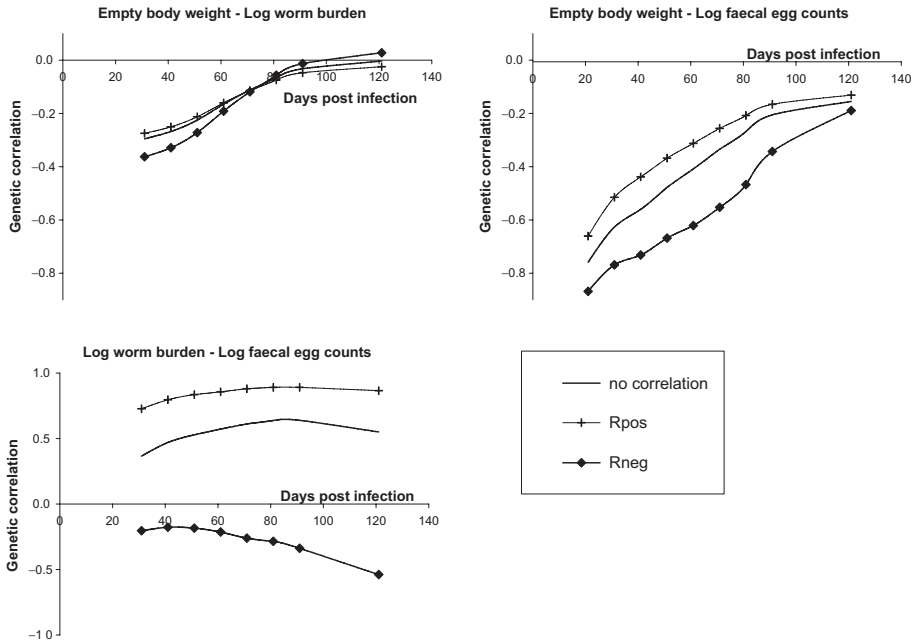 Empty body weight - Log worm burden
0.0
–0.2
–0.4
–0.6
–0.8
0 20 40 60 80 100 120 140
Days post infection
Genetic correlation
Empty body weight - Log faecal egg counts
Days post infection
0.0
–0.2
–0.4
–0.6
–0.8
0 20 40 60 80 100 120 140
Genetic correlation
Log worm burden - Log faecal egg counts
1.0
0.5
0.0
–0.5
–1 0
Days post infection
0 20 40 60 80 100 120 140
Genetic correlation
no correlation
Rpos
Rneg